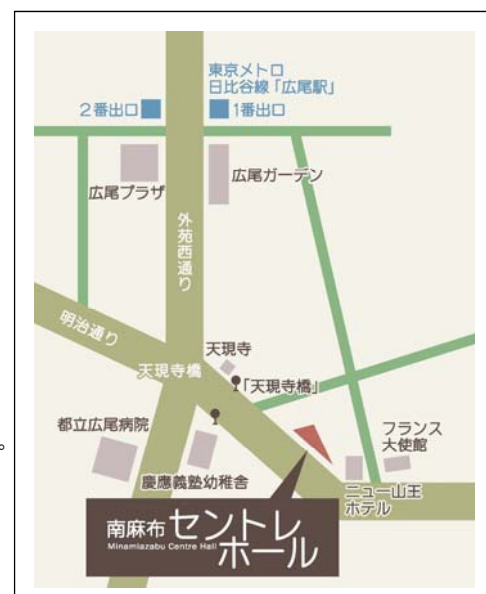 東京メトロ
日比谷線「広尾駅」
2番出口
1番出口
広尾プラザ
広尾ガーデン
外苑西通り
明治通り
天現寺
天現寺橋
「天現寺橋」
都立広尾病院
フランス
大使館
慶應義塾幼稚舎
ニュー山王
ホテル
南麻布 セントレ
Minamiazabu Centre Hall
ホール
。